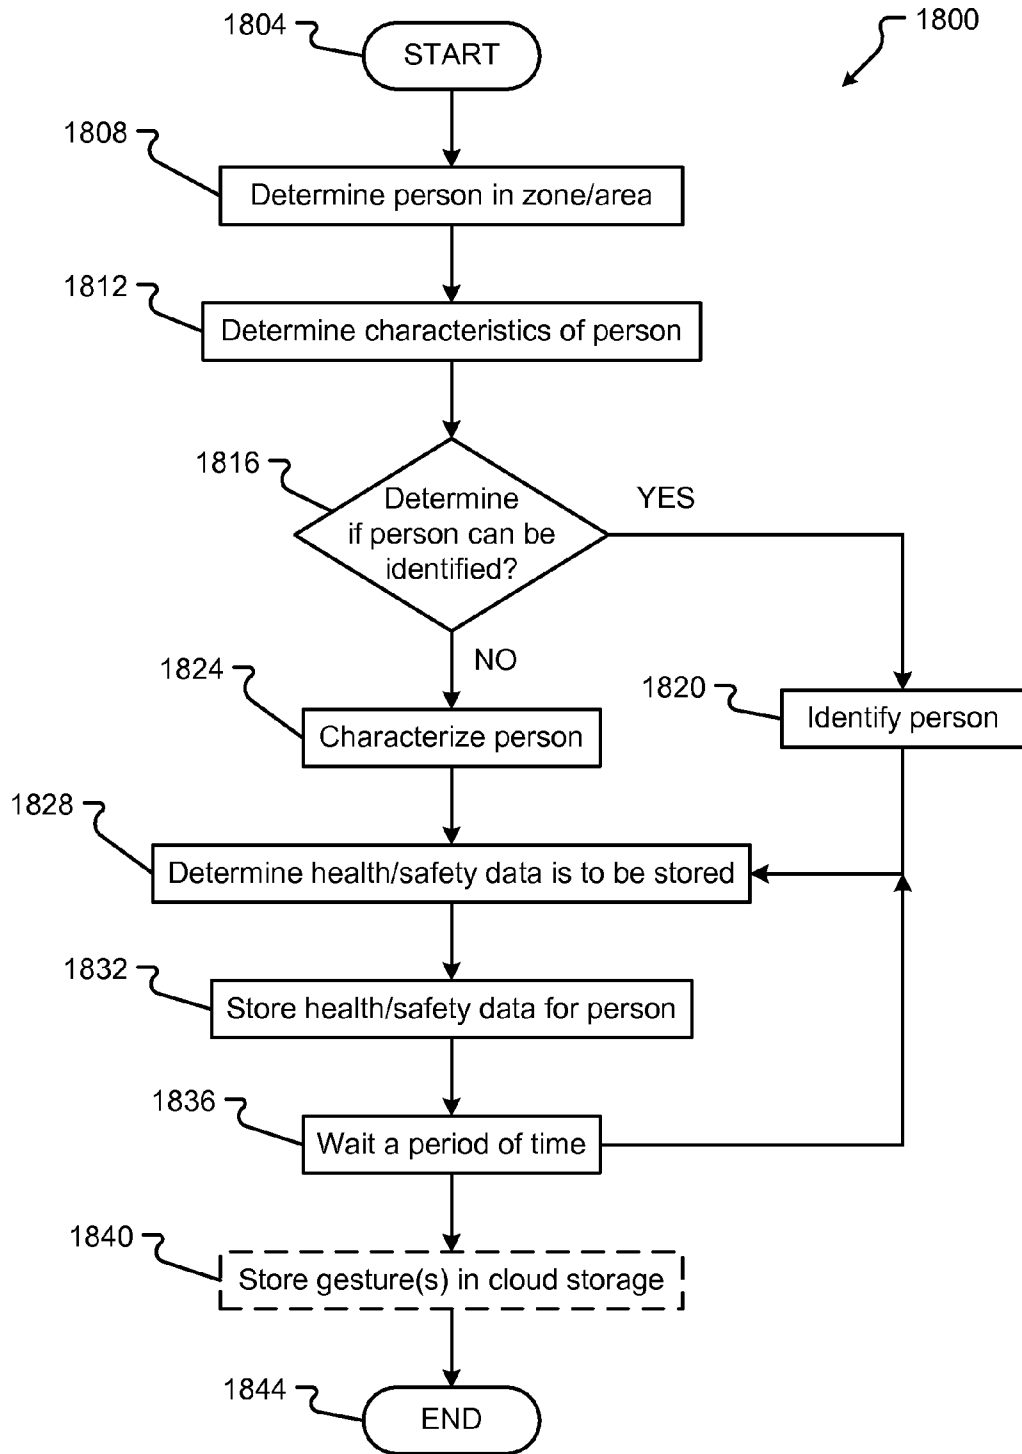 1800
1804
START
1808
Determine person in zone/area
1812
Determine characteristics of person
1816
Determine
if person can be
identified?
YES
NO
1824
Characterize person
1820
Identify person
1828
Determine health/safety data is to be stored
1832
Store health/safety data for person
1836
Wait a period of time
1840
Store gesture(s) in cloud storage
1844
END